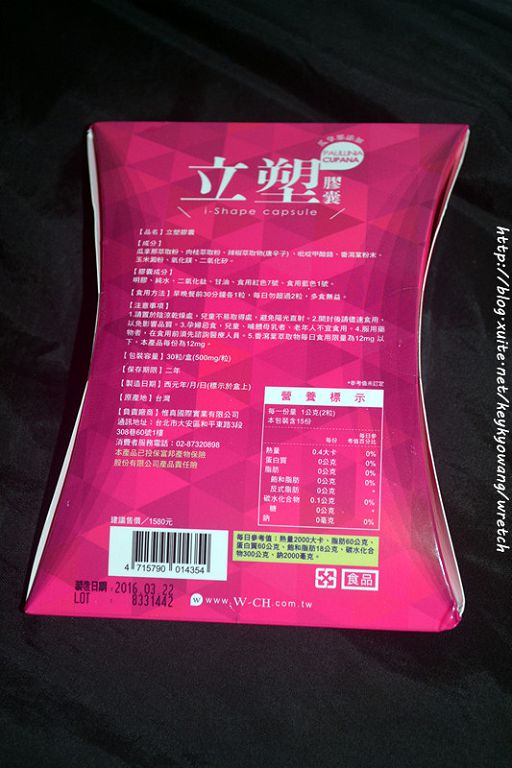 瓜拿那添加
PAULLINIA
CUPANA
立塑膠囊
i-Shape capsule
【品名】立塑膠囊
【成分】
瓜拿那萃取粉、肉桂萃取粉、辣椒萃取物(唐辛子)、吡啶甲酸鉻、番瀉葉粉末、
玉米澱粉、氧化鎂、二氧化矽。
【膠囊成分】
明膠、純水、二氧化鈦、甘油、食用紅色7號、食用藍色1號。
【食用方法】早晚餐前30分鐘各1粒，每日勿超過2粒，多食無益。
【注意事項】
1.請置於陰涼乾燥處，兒童不易取得處，避免陽光直射。2.開封後請儘速食用，
以免影響品質。3.孕婦忌食，兒童、哺餵母乳者、老年人不宜食用。4.服用藥
物者，在食用前須先諮詢醫療人員。5.番瀉葉萃取物每日食用限量為12mg以
下，本產品每份為12mg。
【包裝容量】30粒/盒(500mg/粒)
【保存期限】二年
【製造日期】西元年/月/日(標示於盒上)
【原產地】台灣
【負責廠商】惟真國際實業有限公司
通訊地址：台北市大安區和平東路3段
308巷60號1樓
消費者服務電話：02-87320898
本產品已投保富邦產物保險
股份有限公司產品責任險
*參考值未訂定
營養標示
每一份量 1公克(2粒)
本包裝含15份
每份 每日參考值百分比
熱量 0.4大卡 0%
蛋白質 0公克 0%
脂肪 0公克 0%
飽和脂肪 0公克 0%
反式脂肪 0公克 *
碳水化合物 0.1公克 0%
糖 0公克 *
鈉 0毫克 0%
每日參考值：熱量2000大卡、脂肪60公克、
蛋白質60公克、飽和脂肪18公克、碳水化合
物300公克、鈉2000毫克。
建議售價／1580元
4 715790 014354
製造日期：2016 03 22
LOT : 8331442
W www.W-CH.com.tw
食品
http://blog.xuite.net/heykyowang/wretch